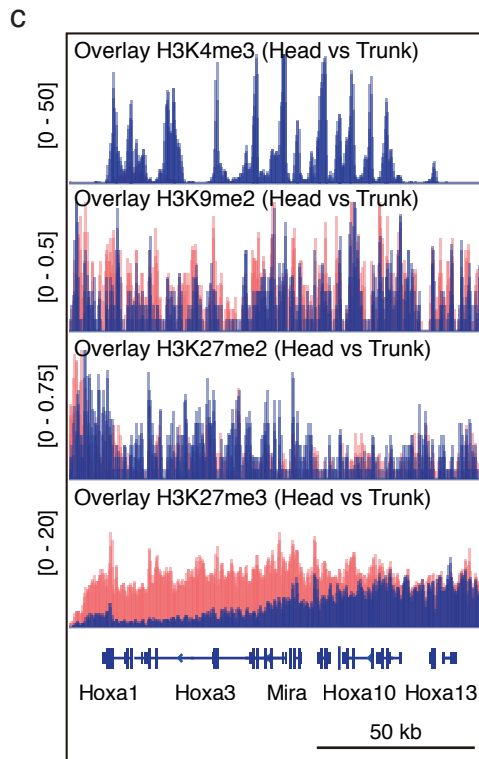 c
Overlay H3K4me3 (Head vs Trunk)
[0 - 50]
Overlay H3K9me2 (Head vs Trunk)
[0 - 0.5]
Overlay H3K27me2 (Head vs Trunk)
[0 - 0.75]
Overlay H3K27me3 (Head vs Trunk)
[0 - 20]
Hoxa1 Hoxa3 Mira Hoxa10 Hoxa13
50 kb